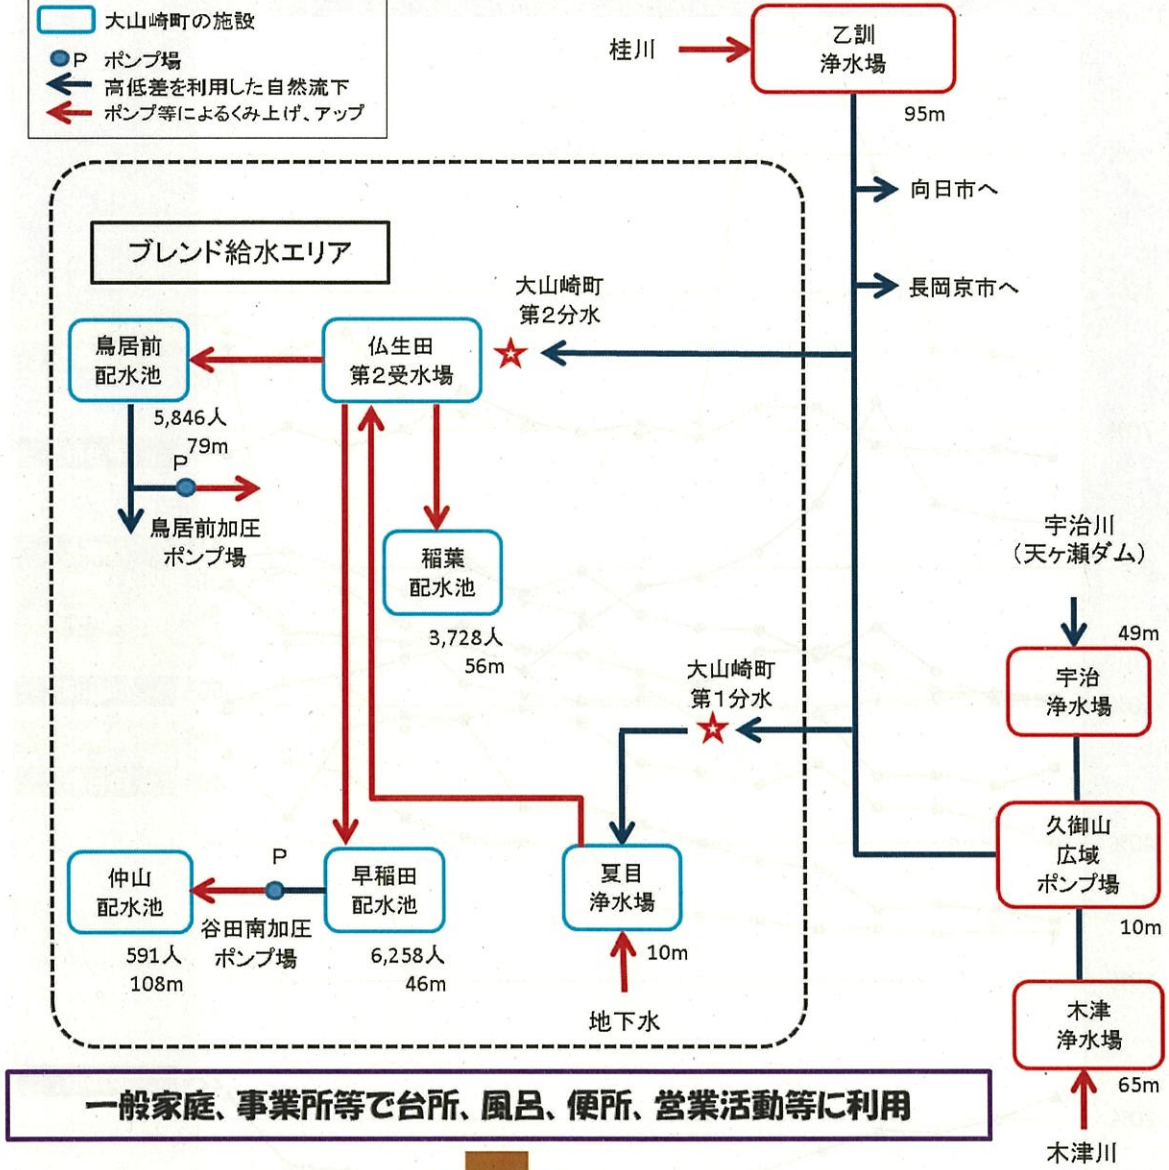 大山崎町の施設
P ポンプ場
高低差を利用した自然流下
ポンプ等によるくみ上げ、アップ
桂川
乙訓
浄水場
95m
向日市へ
長岡京市へ
ブレンド給水エリア
大山崎町
第2分水
鳥居前
配水池
5,846人
79m
仏生田
第2受水場
P
鳥居前加圧
ポンプ場
稲葉
配水池
3,728人
56m
宇治川
（天ヶ瀬ダム）
49m
宇治
浄水場
大山崎町
第1分水
久御山
広域
ポンプ場
10m
仲山
配水池
591人
108m
P
谷田南加圧
ポンプ場
早稲田
配水池
6,258人
46m
夏目
浄水場
10m
地下水
木津
浄水場
65m
木津川
一般家庭、事業所等で台所、風呂、便所、営業活動等に利用